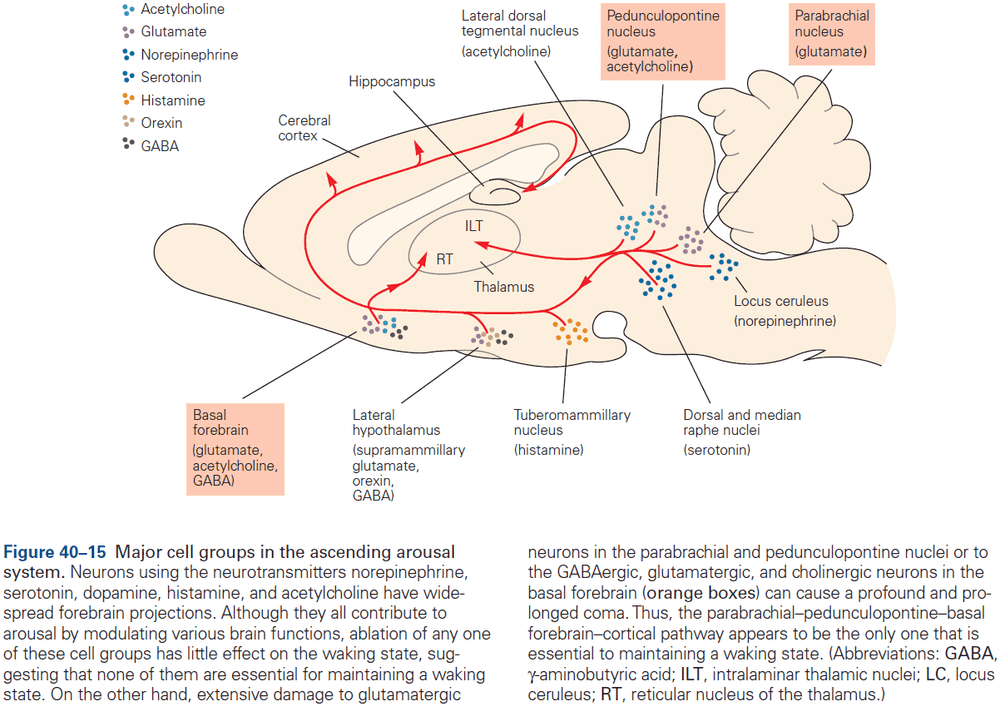 Acetylcholine
Glutamate
Norepinephrine
Serotonin
Histamine
Orexin
GABA
Lateral dorsal
tegmental nucleus
(acetylcholine)
Pedunculopontine
nucleus
(glutamate,
acetylcholine)
Parabrachial
nucleus
(glutamate)
Hippocampus
Cerebral
cortex
ILT
RT
Thalamus
Locus ceruleus
(norepinephrine)
Basal
forebrain
(glutamate,
acetylcholine,
GABA)
Lateral
hypothalamus
(supramammillary
glutamate,
orexin,
GABA)
Tuberomammillary
nucleus
(histamine)
Dorsal and median
raphe nuclei
(serotonin)
Figure 40–15 Major cell groups in the ascending arousal
system. Neurons using the neurotransmitters norepinephrine,
serotonin, dopamine, histamine, and acetylcholine have wide-
spread forebrain projections. Although they all contribute to
arousal by modulating various brain functions, ablation of any one
of these cell groups has little effect on the waking state, sug-
gesting that none of them are essential for maintaining a waking
state. On the other hand, extensive damage to glutamatergic
neurons in the parabrachial and pedunculopontine nuclei or to
the GABAergic, glutamatergic, and cholinergic neurons in the
basal forebrain (orange boxes) can cause a profound and pro-
longed coma. Thus, the parabrachial–pedunculopontine–basal
forebrain–cortical pathway appears to be the only one that is
essential to maintaining a waking state. (Abbreviations: GABA,
γ-aminobutyric acid; ILT, intralaminar thalamic nuclei; LC, locus
ceruleus; RT, reticular nucleus of the thalamus.)